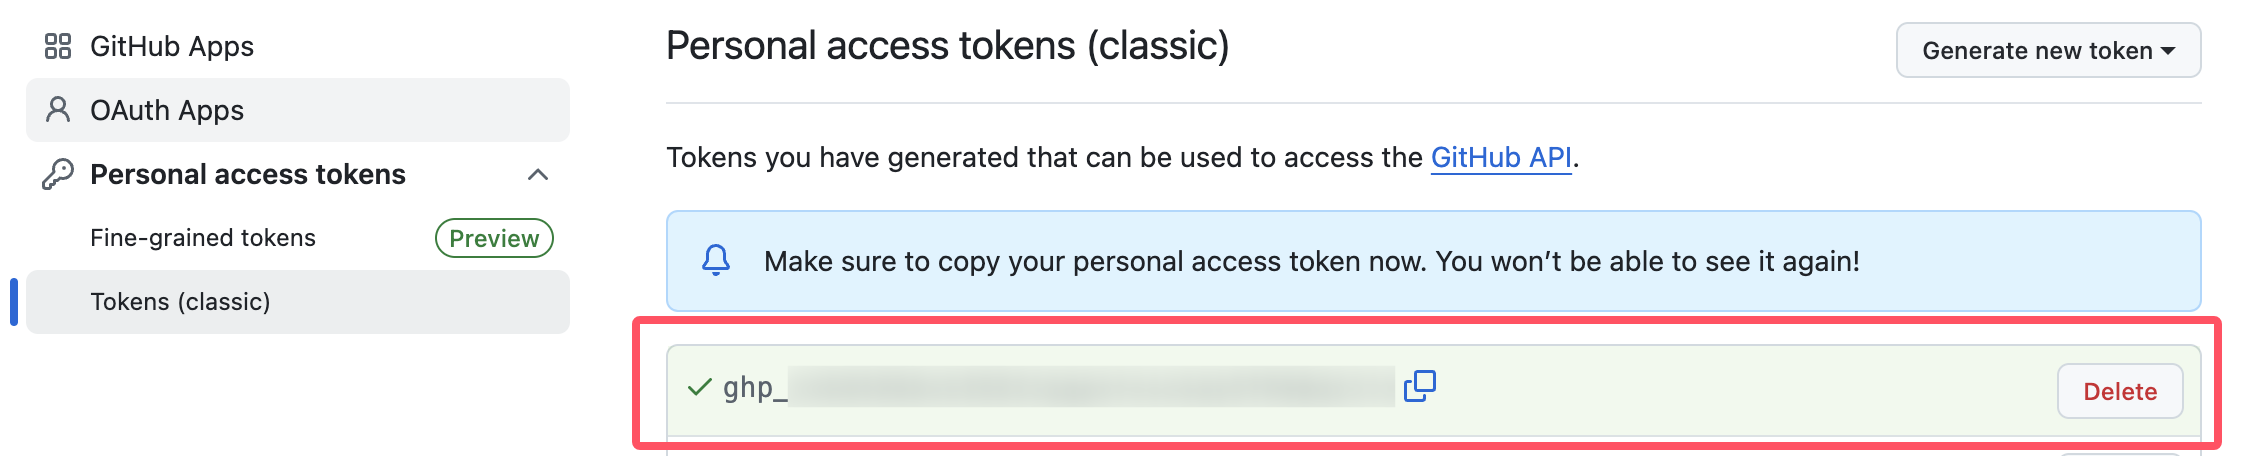 GitHub Apps
OAuth Apps
Personal access tokens
Fine-grained tokens Preview
Tokens (classic)
Personal access tokens (classic)
Generate new token
Tokens you have generated that can be used to access the GitHub API.
Make sure to copy your personal access token now. You won’t be able to see it again!
ghp_
Delete